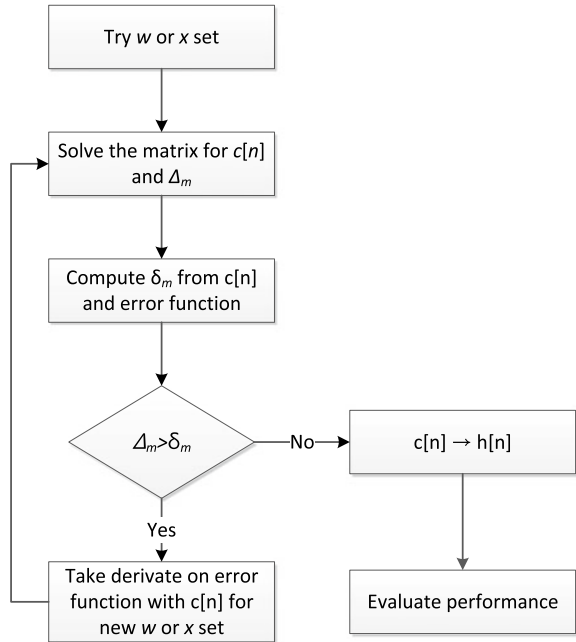 Try w or x set
Solve the matrix for c[n]
and Δm
Compute δm from c[n]
and error function
Δm>δm
No
c[n] → h[n]
Yes
Take derivate on error
function with c[n] for
new w or x set
Evaluate performance